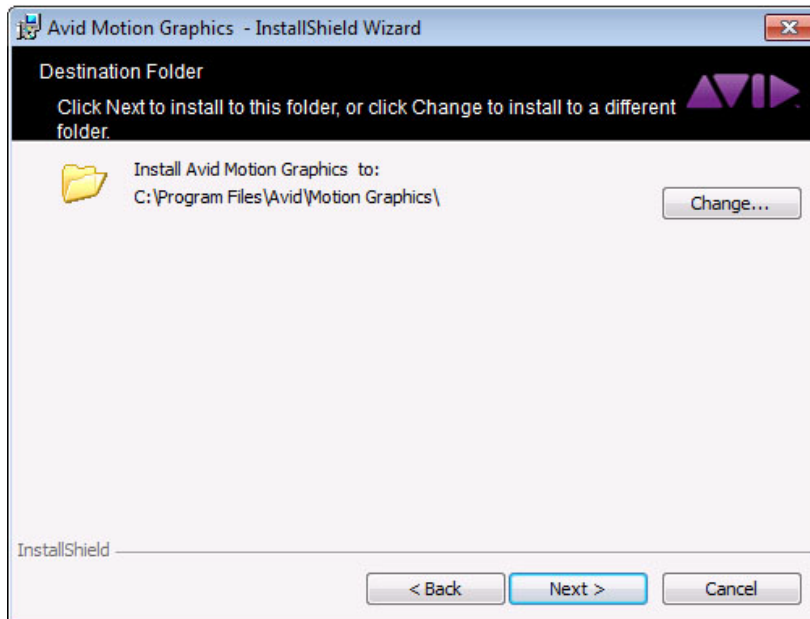 Avid Motion Graphics - InstallShield Wizard
Destination Folder
Click Next to install to this folder, or click Change to install to a different
folder.
AVID
Install Avid Motion Graphics to:
C:\Program Files\Avid\Motion Graphics\
Change...
InstallShield
< Back
Next >
Cancel